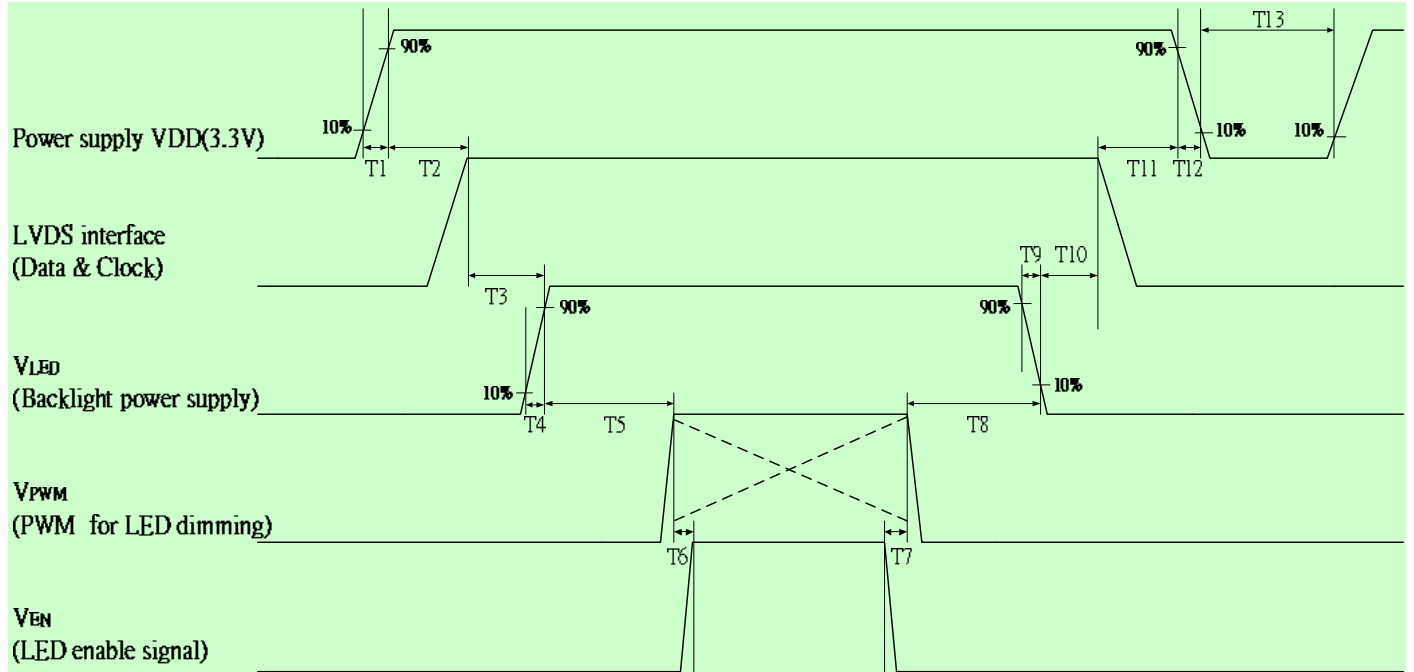 T13
90%
90%
10%
10%
10%
Power supply VDD(3.3V)
T1
T2
T11
T12
LVDS interface
(Data & Clock)
T9
T10
T3
90%
90%
VLED
(Backlight power supply)
10%
10%
T4
T5
T8
VPWM
(PWM for LED dimming)
T6
T7
VEN
(LED enable signal)